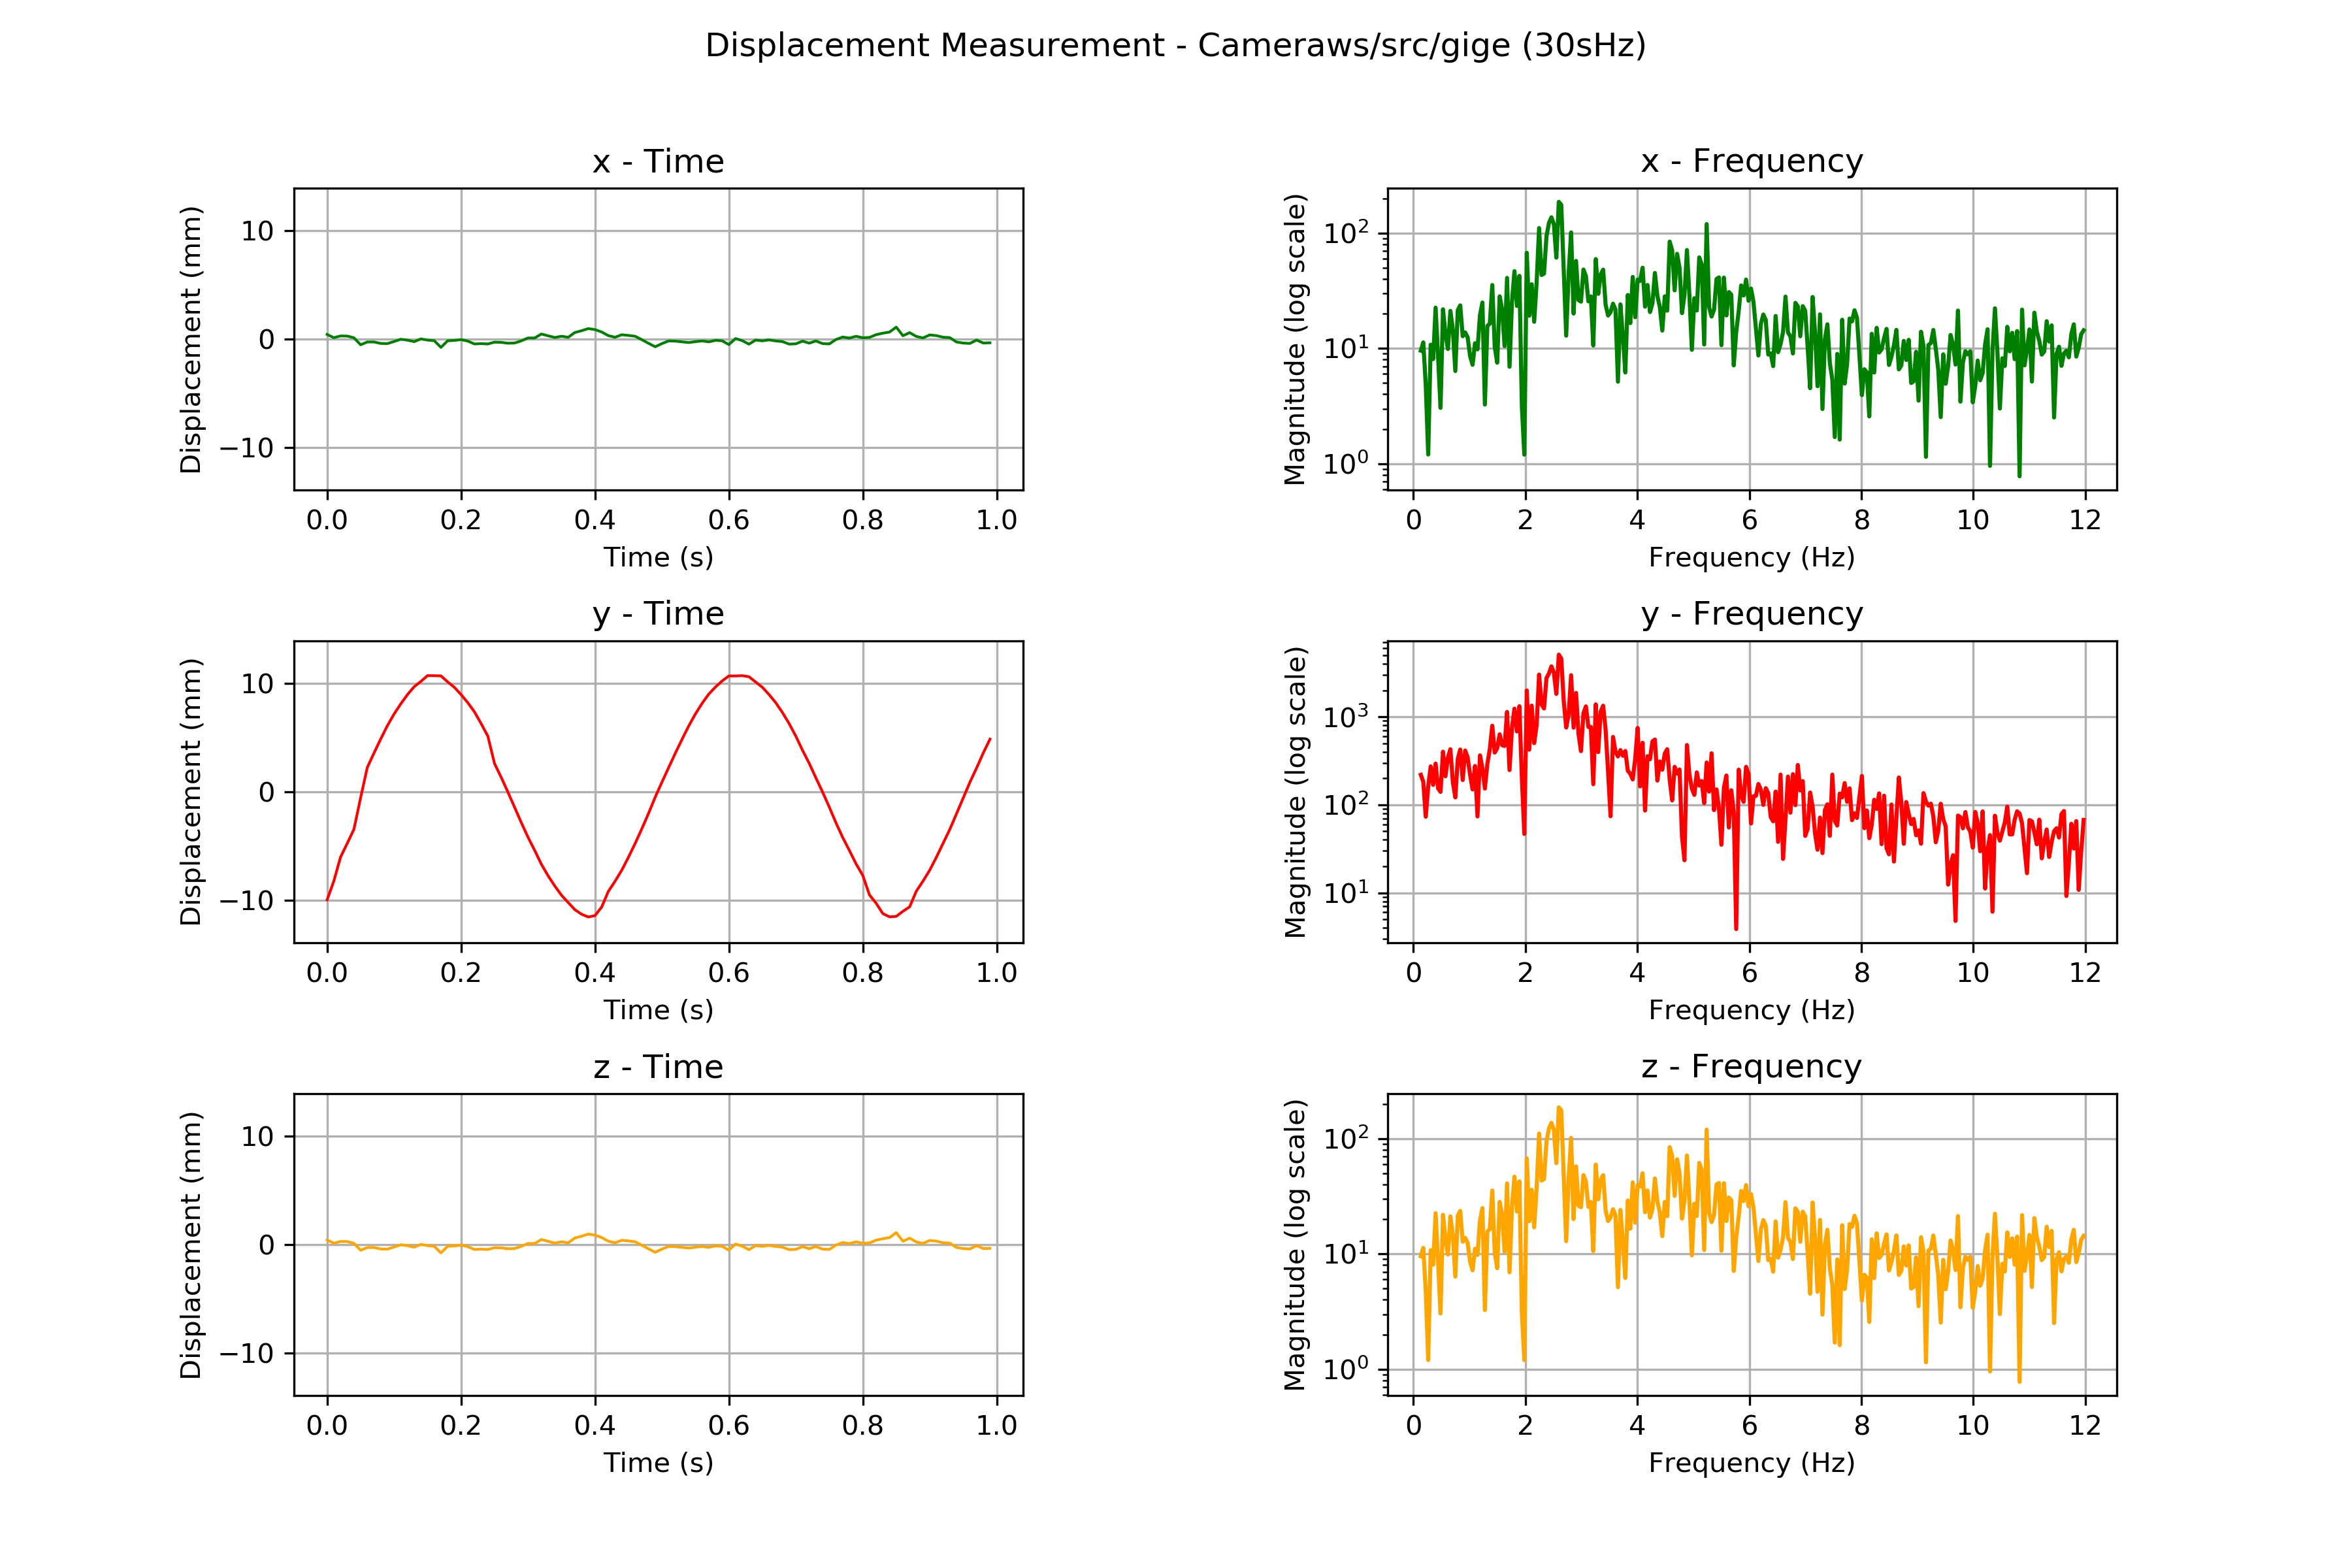 Displacement Measurement - Cameraws/src/gige (30sHz)
x - Time
Displacement (mm)
10
0
−10
0.0 0.2 0.4 0.6 0.8 1.0
Time (s)
x - Frequency
Magnitude (log scale)
10²
10¹
10⁰
0 2 4 6 8 10 12
Frequency (Hz)
y - Time
Displacement (mm)
10
0
−10
0.0 0.2 0.4 0.6 0.8 1.0
Time (s)
y - Frequency
Magnitude (log scale)
10³
10²
10¹
0 2 4 6 8 10 12
Frequency (Hz)
z - Time
Displacement (mm)
10
0
−10
0.0 0.2 0.4 0.6 0.8 1.0
Time (s)
z - Frequency
Magnitude (log scale)
10²
10¹
10⁰
0 2 4 6 8 10 12
Frequency (Hz)